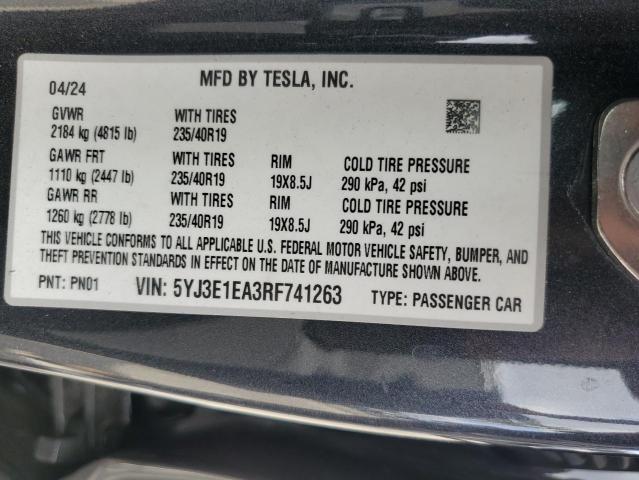 04/24 MFD BY TESLA, INC.
GVWR WITH TIRES
2184 kg (4815 lb) 235/40R19
GAWR FRT WITH TIRES RIM COLD TIRE PRESSURE
1110 kg (2447 lb) 235/40R19 19X8.5J 290 kPa, 42 psi
GAWR RR WITH TIRES RIM COLD TIRE PRESSURE
1260 kg (2778 lb) 235/40R19 19X8.5J 290 kPa, 42 psi
THIS VEHICLE CONFORMS TO ALL APPLICABLE U.S. FEDERAL MOTOR VEHICLE SAFETY, BUMPER, AND
THEFT PREVENTION STANDARDS IN EFFECT ON THE DATE OF MANUFACTURE SHOWN ABOVE.
PNT: PN01 VIN: 5YJ3E1EA3RF741263 TYPE: PASSENGER CAR